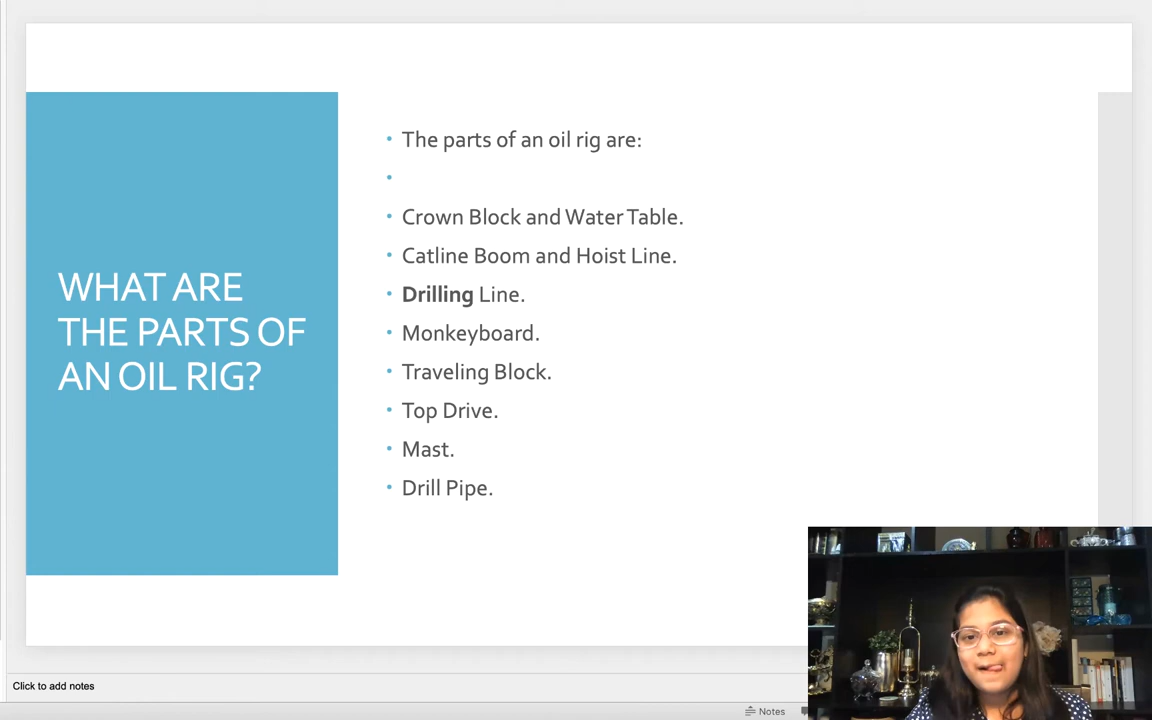 WHAT ARE
THE PARTS OF
AN OIL RIG?
The parts of an oil rig are:
Crown Block and Water Table.
Catline Boom and Hoist Line.
Drilling Line.
Monkeyboard.
Traveling Block.
Top Drive.
Mast.
Drill Pipe.
Click to add notes
Notes